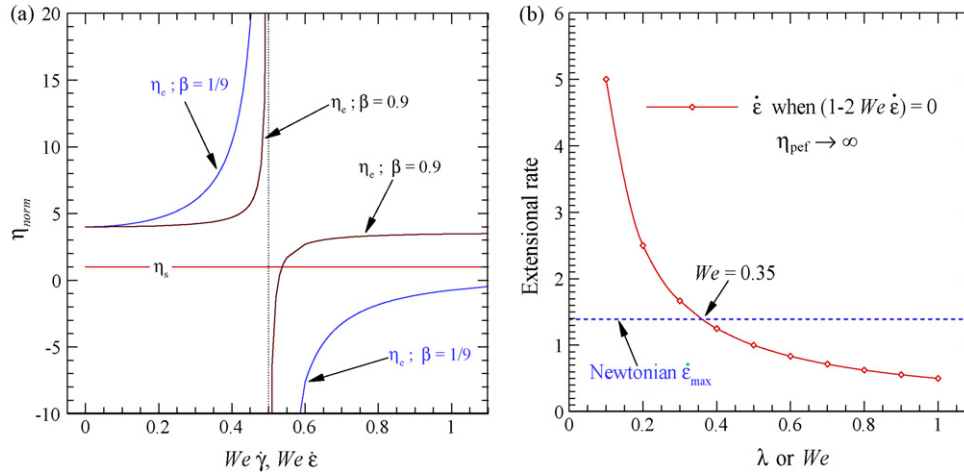 (a)
20
15
10
5
0
-5
-10
η_norm
η_e ; β = 1/9
η_e ; β = 0.9
η_e ; β = 0.9
η_s
η_e ; β = 1/9
0 0.2 0.4 0.6 0.8 1
We γ̇, We ε̇
(b)
6
5
4
3
2
1
0
Extensional rate
ε̇ when (1-2 We ε̇) = 0
η_pef → ∞
We = 0.35
Newtonian ε̇_max
0 0.2 0.4 0.6 0.8 1
λ or We